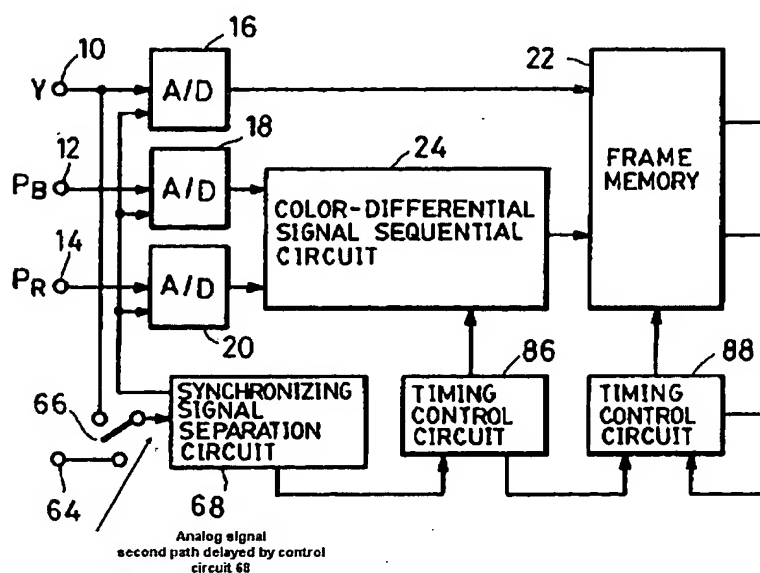 10
16
22
Y
A/D
12
18
24
PB
A/D
FRAME
MEMORY
COLOR-DIFFERENTIAL
SIGNAL SEQUENTIAL
CIRCUIT
14
PR
A/D
20
86
88
SYNCHRONIZING
SIGNAL
SEPARATION
CIRCUIT
TIMING
CONTROL
CIRCUIT
TIMING
CONTROL
CIRCUIT
66
64
68
Analog signal
second path delayed by control
circuit 68